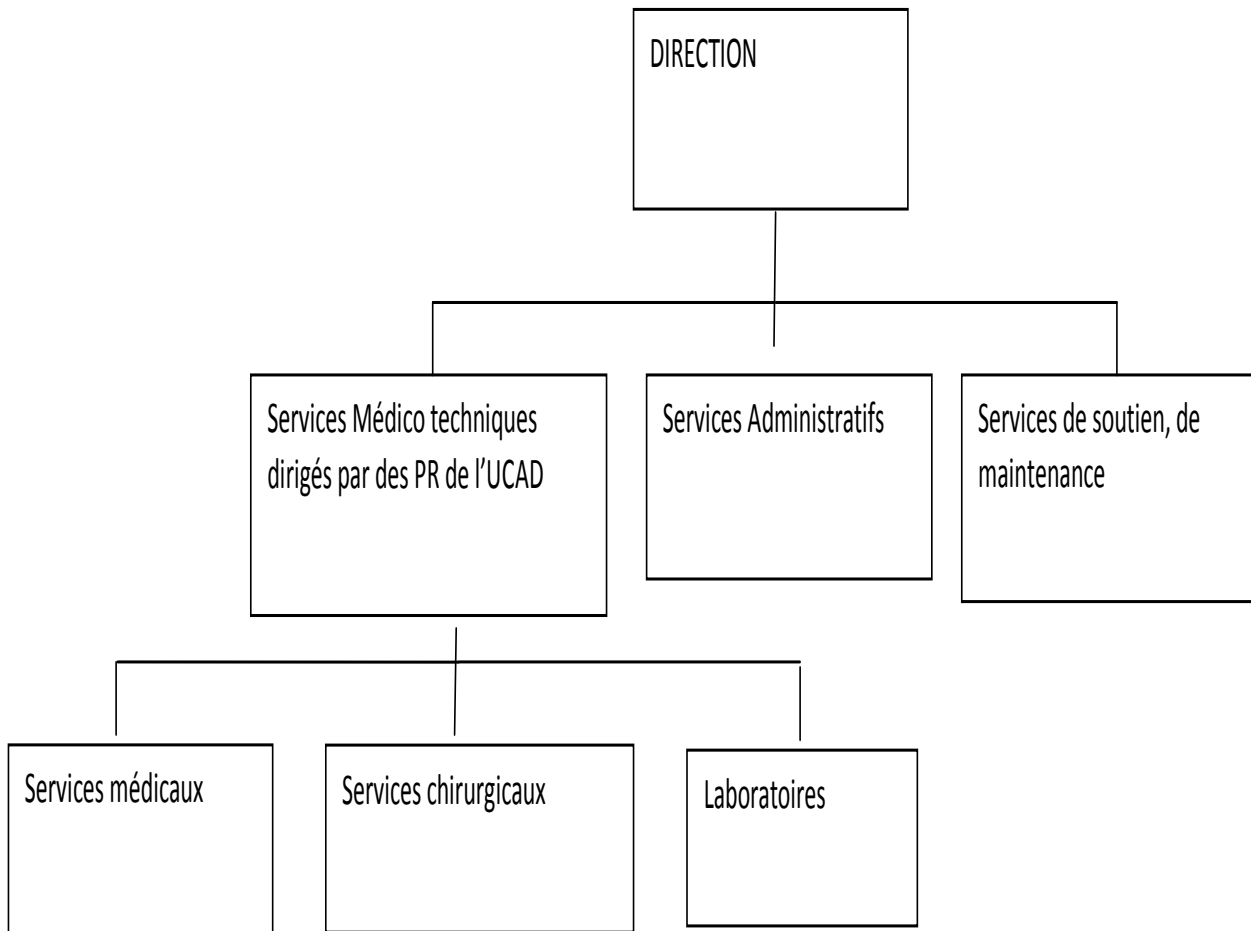 DIRECTION
Services Médico techniques
dirigés par des PR de l’UCAD
Services Administratifs
Services de soutien, de
maintenance
Services médicaux
Services chirurgicaux
Laboratoires